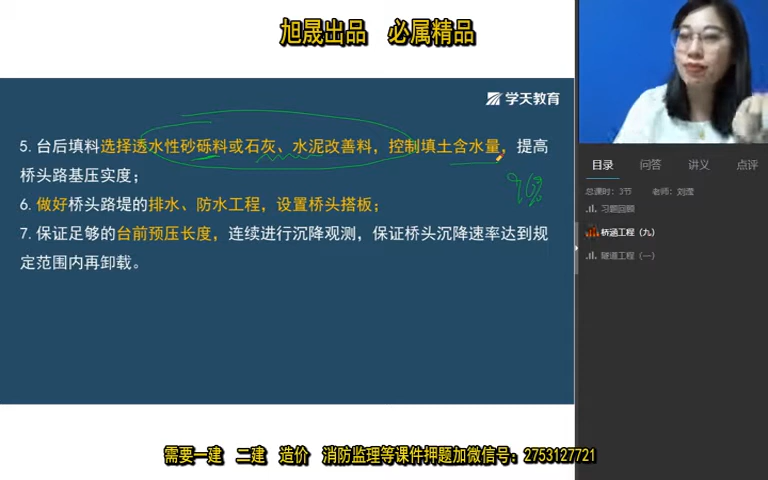 旭晟出品 必属精品
学天教育
5. 台后填料选择透水性砂砾料或石灰、水泥改善料，控制填土含水量，提高
桥头路基压实度；
96%
6. 做好桥头路堤的排水、防水工程，设置桥头搭板；
7. 保证足够的台前预压长度，连续进行沉降观测，保证桥头沉降速率达到规
定范围内再卸载。
目录 问答 讲义 点评
总课时：3节 老师：刘滢
习题回顾
桥涵工程（九）
隧道工程（一）
需要一建 二建 造价 消防监理等课件押题加微信号：2753127721